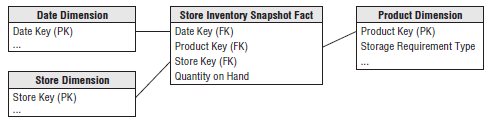 Date Dimension
Date Key (PK)
...
Store Dimension
Store Key (PK)
...
Store Inventory Snapshot Fact
Date Key (FK)
Product Key (FK)
Store Key (FK)
Quantity on Hand
Product Dimension
Product Key (PK)
Storage Requirement Type
...